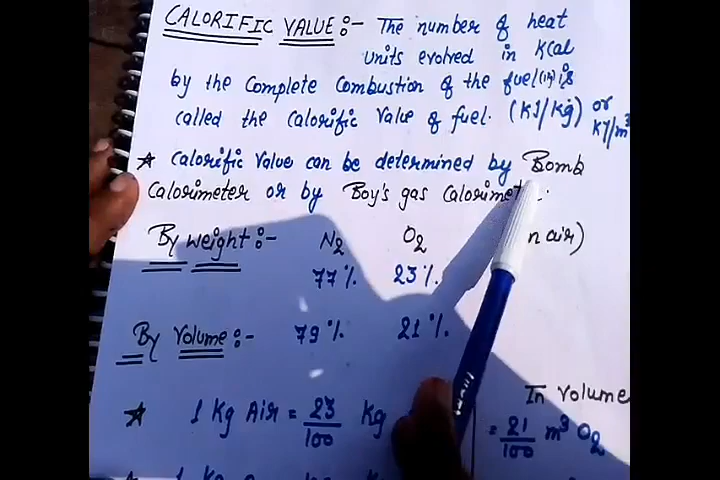 CALORIFIC VALUE :- The number of heat
units evolved in KCal
by the Complete Combustion of the fuel is
called the Calorific Value of fuel. (KJ/Kg) or KJ/m³
★ Calorific Value can be determined by Bomb
Calorimeter or by Boy's gas Calorimet
By weight :- N₂ O₂ n air)
77% 23%
By Volume :- 79% 21%
In Volume
★ 1 Kg Air = 23/100 Kg = 21/100 m³ O₂
★ 1 Kg